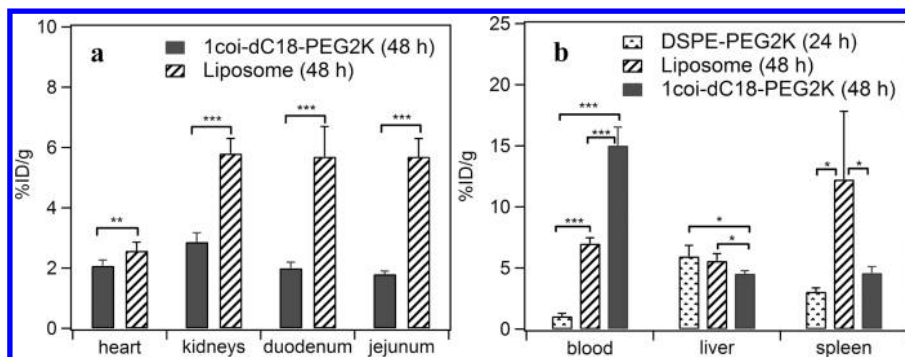 a
1coi-dC18-PEG2K (48 h)
Liposome (48 h)
%ID/g
10
8
6
4
2
0
**
***
***
***
heart kidneys duodenum jejunum
b
DSPE-PEG2K (24 h)
Liposome (48 h)
1coi-dC18-PEG2K (48 h)
%ID/g
25
20
15
10
5
0
***
***
***
*
*
*
*
blood liver spleen